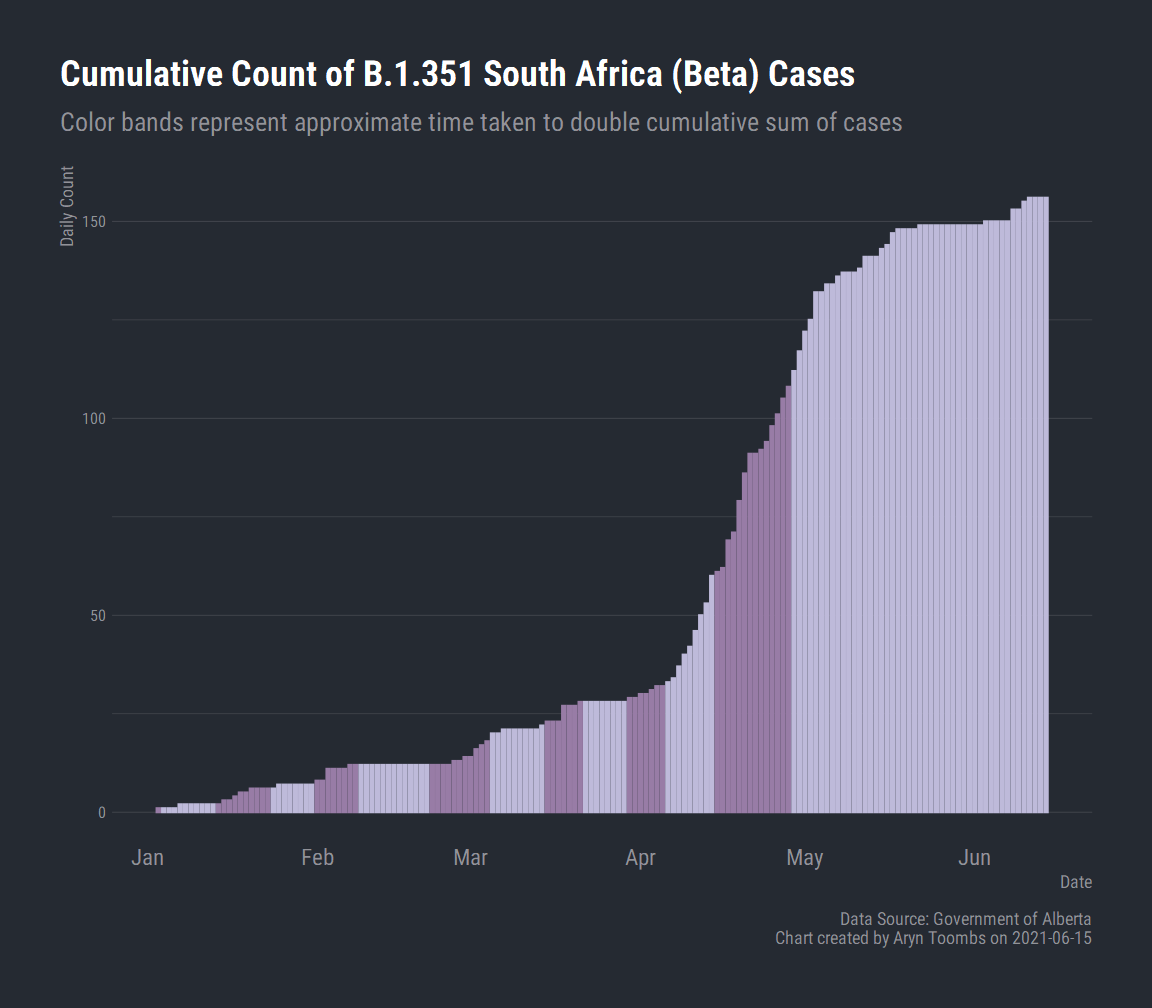 Cumulative Count of B.1.351 South Africa (Beta) Cases
Color bands represent approximate time taken to double cumulative sum of cases
Daily Count
150
100
50
0
Jan Feb Mar Apr May Jun
Date
Data Source: Government of Alberta
Chart created by Aryn Toombs on 2021-06-15